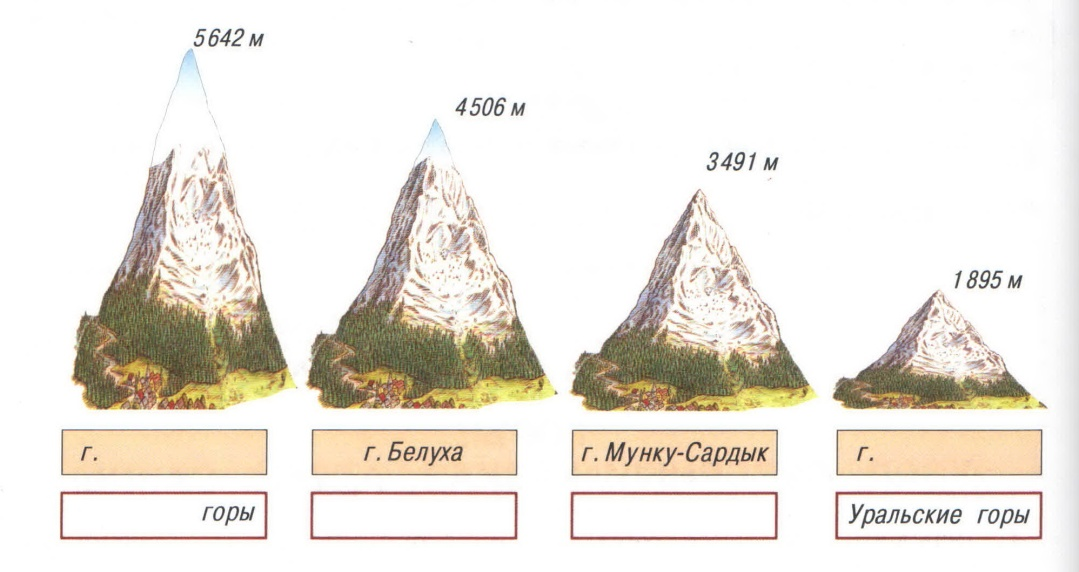 5642 м
4506 м
3491 м
1895 м
г.
г. Белуха
г. Мунку-Сардык
г.
горы
Уральские горы